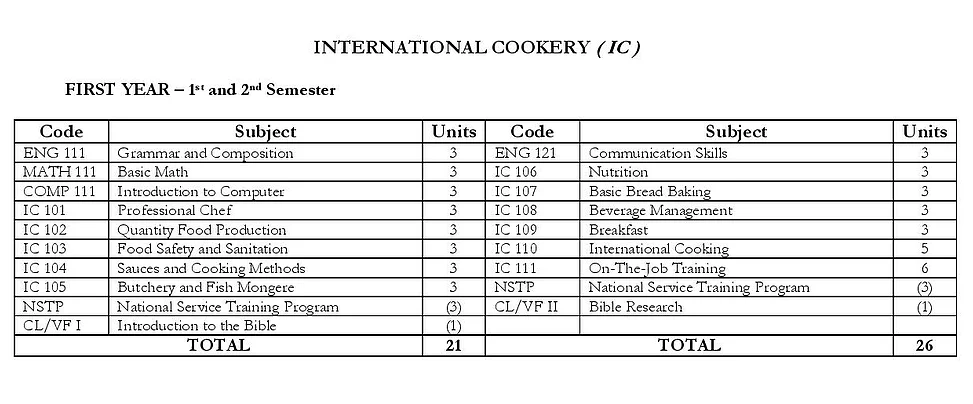 INTERNATIONAL COOKERY ( IC )
FIRST YEAR – 1st and 2nd Semester
Code Subject Units Code Subject Units
ENG 111 Grammar and Composition 3 ENG 121 Communication Skills 3
MATH 111 Basic Math 3 IC 106 Nutrition 3
COMP 111 Introduction to Computer 3 IC 107 Basic Bread Baking 3
IC 101 Professional Chef 3 IC 108 Beverage Management 3
IC 102 Quantity Food Production 3 IC 109 Breakfast 3
IC 103 Food Safety and Sanitation 3 IC 110 International Cooking 5
IC 104 Sauces and Cooking Methods 3 IC 111 On-The-Job Training 6
IC 105 Butchery and Fish Mongere 3 NSTP National Service Training Program (3)
NSTP National Service Training Program (3) CL/VF II Bible Research (1)
CL/VF I Introduction to the Bible (1)
TOTAL 21 TOTAL 26